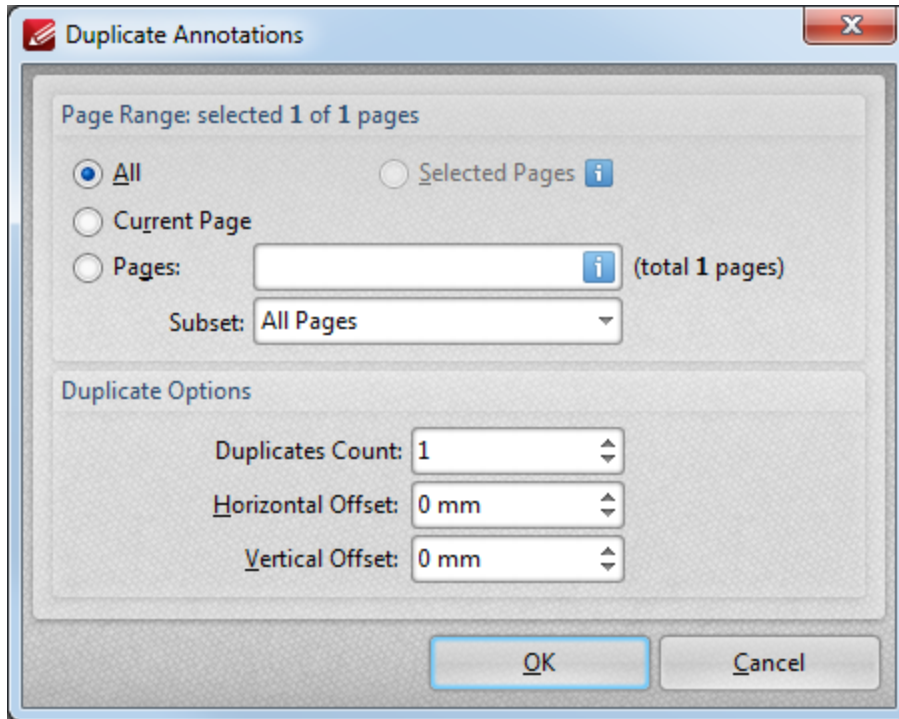 Duplicate Annotations
Page Range: selected 1 of 1 pages
All Selected Pages i
Current Page
Pages: i (total 1 pages)
Subset: All Pages
Duplicate Options
Duplicates Count: 1
Horizontal Offset: 0 mm
Vertical Offset: 0 mm
OK Cancel